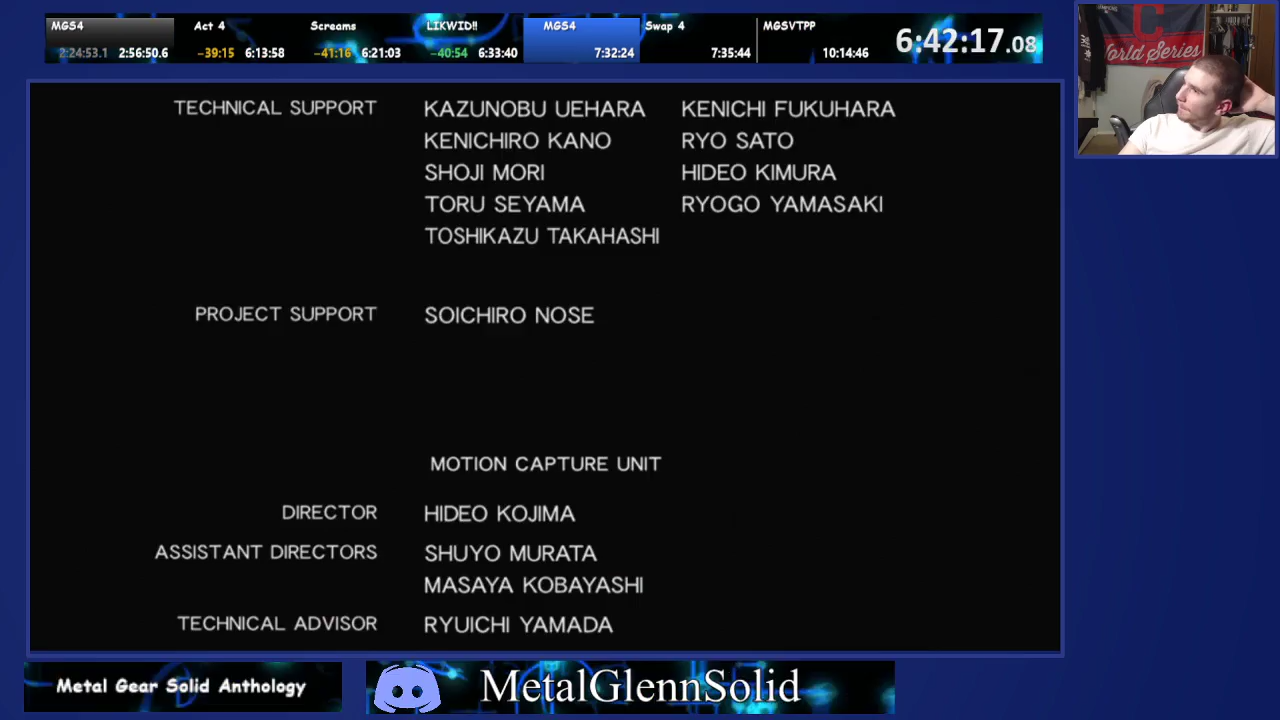 MGS4 Act 4 Screams LIKWID!! MGS4 Swap 4 MGSVTPP
2:24:53.1 2:56:50.6 -39:15 6:13:58 -41:16 6:21:03 -40:54 6:33:40 7:32:24 7:35:44 10:14:46
6:42:17.08
C
World Series
TECHNICAL SUPPORT KAZUNOBU UEHARA KENICHI FUKUHARA
KENICHIRO KANO RYO SATO
SHOJI MORI HIDEO KIMURA
TORU SEYAMA RYOGO YAMASAKI
TOSHIKAZU TAKAHASHI
PROJECT SUPPORT SOICHIRO NOSE
MOTION CAPTURE UNIT
DIRECTOR HIDEO KOJIMA
ASSISTANT DIRECTORS SHUYO MURATA
MASAYA KOBAYASHI
TECHNICAL ADVISOR RYUICHI YAMADA
Metal Gear Solid Anthology
MetalGlennSolid